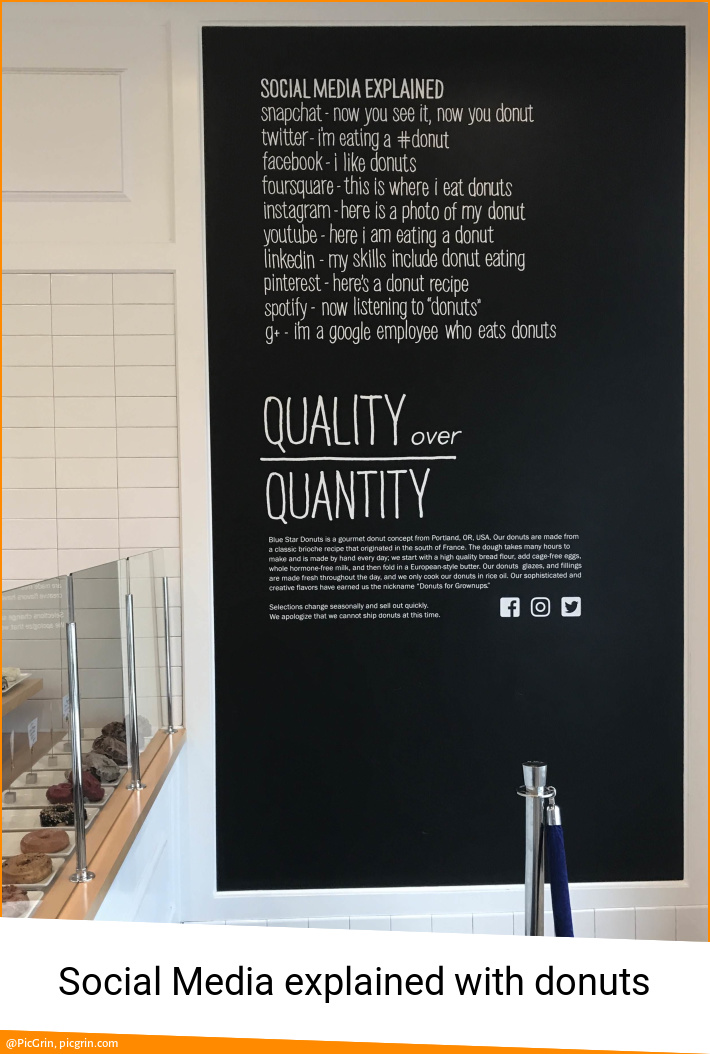 SOCIAL MEDIA EXPLAINED
snapchat - now you see it, now you donut
twitter - i'm eating a #donut
facebook - i like donuts
foursquare - this is where i eat donuts
instagram - here is a photo of my donut
youtube - here i am eating a donut
linkedin - my skills include donut eating
pinterest - here's a donut recipe
spotify - now listening to "donuts"
g+ - i'm a google employee who eats donuts
QUALITY over
QUANTITY
Blue Star Donuts is a gourmet donut concept from Portland, OR, USA. Our donuts are made from
a classic brioche recipe that originated in the south of France. The dough takes many hours to
make and is made by hand every day; we start with a high quality bread flour, add cage-free eggs,
whole hormone-free milk, and then fold in a European-style butter. Our donuts glazes, and fillings
are made fresh throughout the day, and we only cook our donuts in rice oil. Our sophisticated and
creative flavors have earned us the nickname "Donuts for Grownups."
Selections change seasonally and sell out quickly.
We apologize that we cannot ship donuts at this time.
Social Media explained with donuts
@PicGrin, picgrin.com